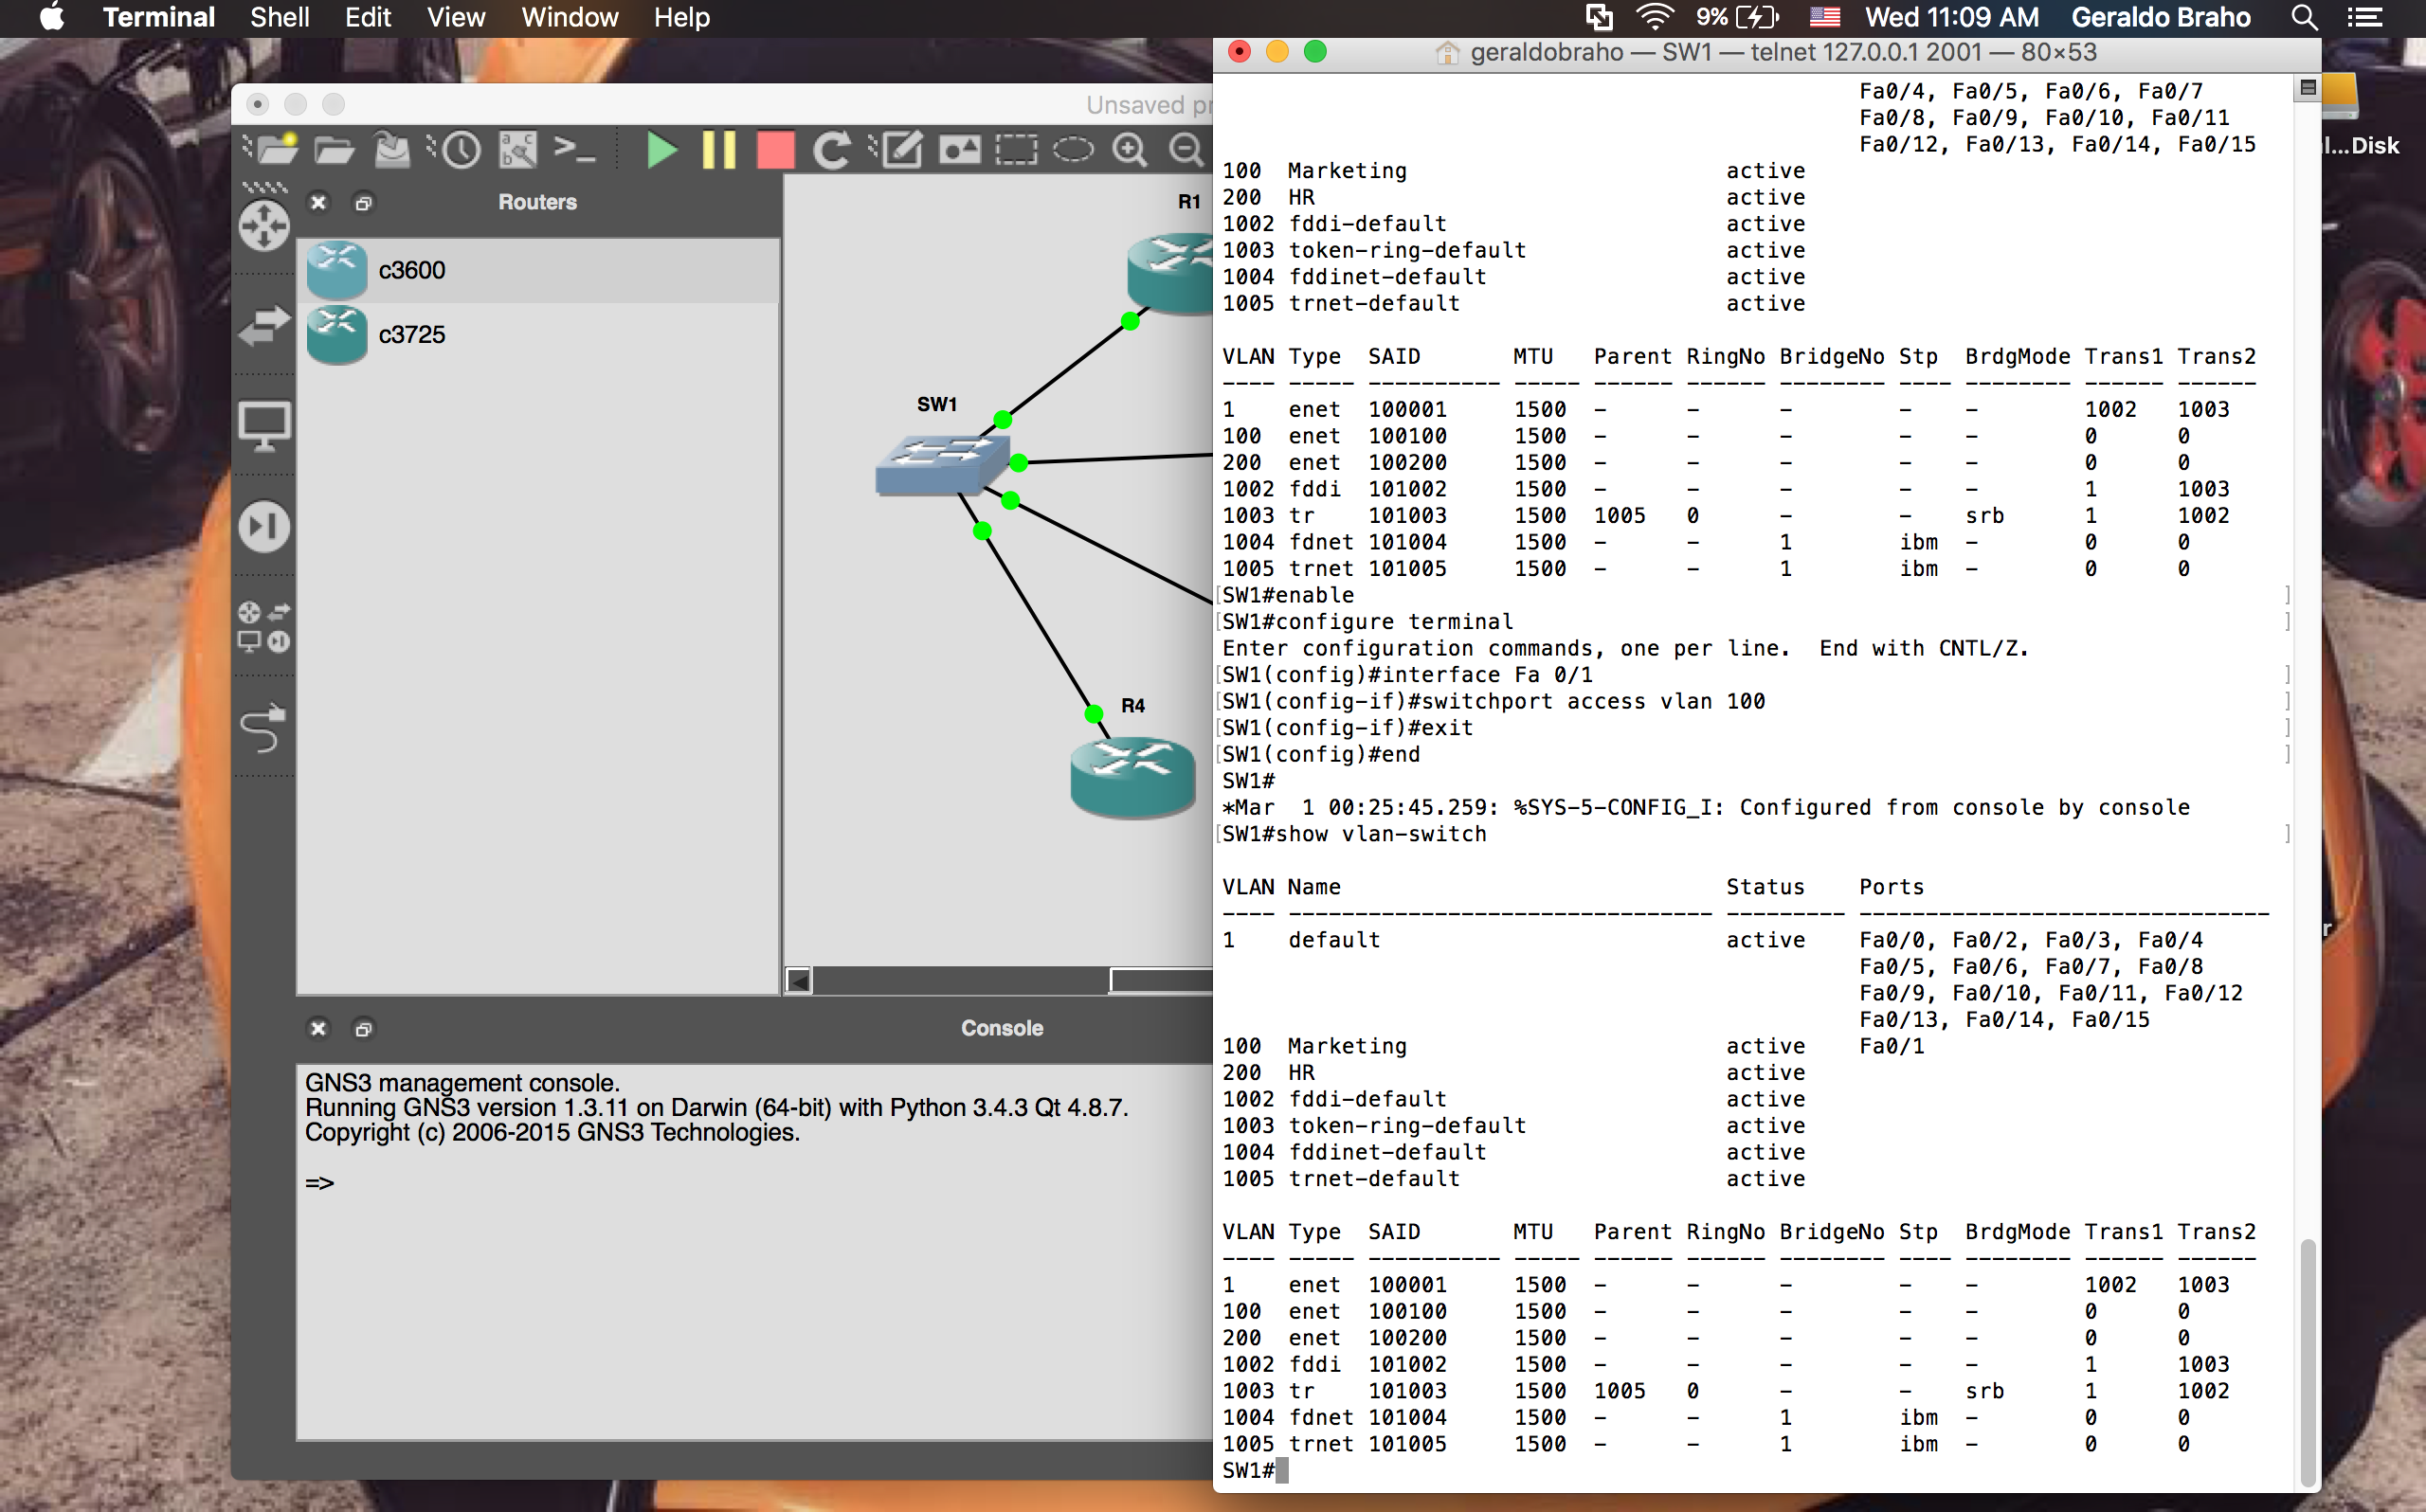 Terminal Shell Edit View Window Help 9% Wed 11:09 AM Geraldo Braho
Unsaved pr
Routers
c3600
c3725
R1
SW1
R4
Console
GNS3 management console.
Running GNS3 version 1.3.11 on Darwin (64-bit) with Python 3.4.3 Qt 4.8.7.
Copyright (c) 2006-2015 GNS3 Technologies.
=>
geraldobraho — SW1 — telnet 127.0.0.1 2001 — 80×53
Fa0/4, Fa0/5, Fa0/6, Fa0/7
Fa0/8, Fa0/9, Fa0/10, Fa0/11
Fa0/12, Fa0/13, Fa0/14, Fa0/15
100  Marketing                        active
200  HR                               active
1002 fddi-default                     active
1003 token-ring-default               active
1004 fddinet-default                  active
1005 trnet-default                    active
VLAN Type  SAID       MTU   Parent RingNo BridgeNo Stp  BrdgMode Trans1 Trans2
---- ----- ---------- ----- ------ ------ -------- ---- -------- ------ ------
1    enet  100001     1500  -      -      -        -    -        1002   1003
100  enet  100100     1500  -      -      -        -    -        0      0
200  enet  100200     1500  -      -      -        -    -        0      0
1002 fddi  101002     1500  -      -      -        -    -        1      1003
1003 tr    101003     1500  1005   0      -        -    srb      1      1002
1004 fdnet 101004     1500  -      -      1        ibm  -        0      0
1005 trnet 101005     1500  -      -      1        ibm  -        0      0
[SW1#enable ]
[SW1#configure terminal ]
Enter configuration commands, one per line.  End with CNTL/Z.
[SW1(config)#interface Fa 0/1 ]
[SW1(config-if)#switchport access vlan 100 ]
[SW1(config-if)#exit ]
[SW1(config)#end ]
SW1#
*Mar  1 00:25:45.259: %SYS-5-CONFIG_I: Configured from console by console
[SW1#show vlan-switch ]
VLAN Name                             Status    Ports
---- -------------------------------- --------- -------------------------------
1    default                          active    Fa0/0, Fa0/2, Fa0/3, Fa0/4
Fa0/5, Fa0/6, Fa0/7, Fa0/8
Fa0/9, Fa0/10, Fa0/11, Fa0/12
Fa0/13, Fa0/14, Fa0/15
100  Marketing                        active    Fa0/1
200  HR                               active
1002 fddi-default                     active
1003 token-ring-default               active
1004 fddinet-default                  active
1005 trnet-default                    active
VLAN Type  SAID       MTU   Parent RingNo BridgeNo Stp  BrdgMode Trans1 Trans2
---- ----- ---------- ----- ------ ------ -------- ---- -------- ------ ------
1    enet  100001     1500  -      -      -        -    -        1002   1003
100  enet  100100     1500  -      -      -        -    -        0      0
200  enet  100200     1500  -      -      -        -    -        0      0
1002 fddi  101002     1500  -      -      -        -    -        1      1003
1003 tr    101003     1500  1005   0      -        -    srb      1      1002
1004 fdnet 101004     1500  -      -      1        ibm  -        0      0
1005 trnet 101005     1500  -      -      1        ibm  -        0      0
SW1#
...Disk